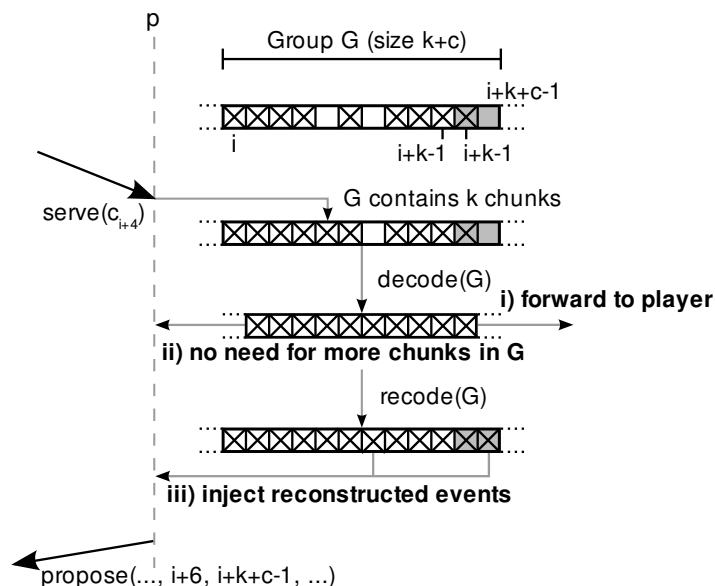 p
Group G (size k+c)
i+k+c-1
i
i+k-1
i+k-1
G contains k chunks
serve(c_{i+4})
decode(G)
i) forward to player
ii) no need for more chunks in G
recode(G)
iii) inject reconstructed events
propose(..., i+6, i+k+c-1, ...)